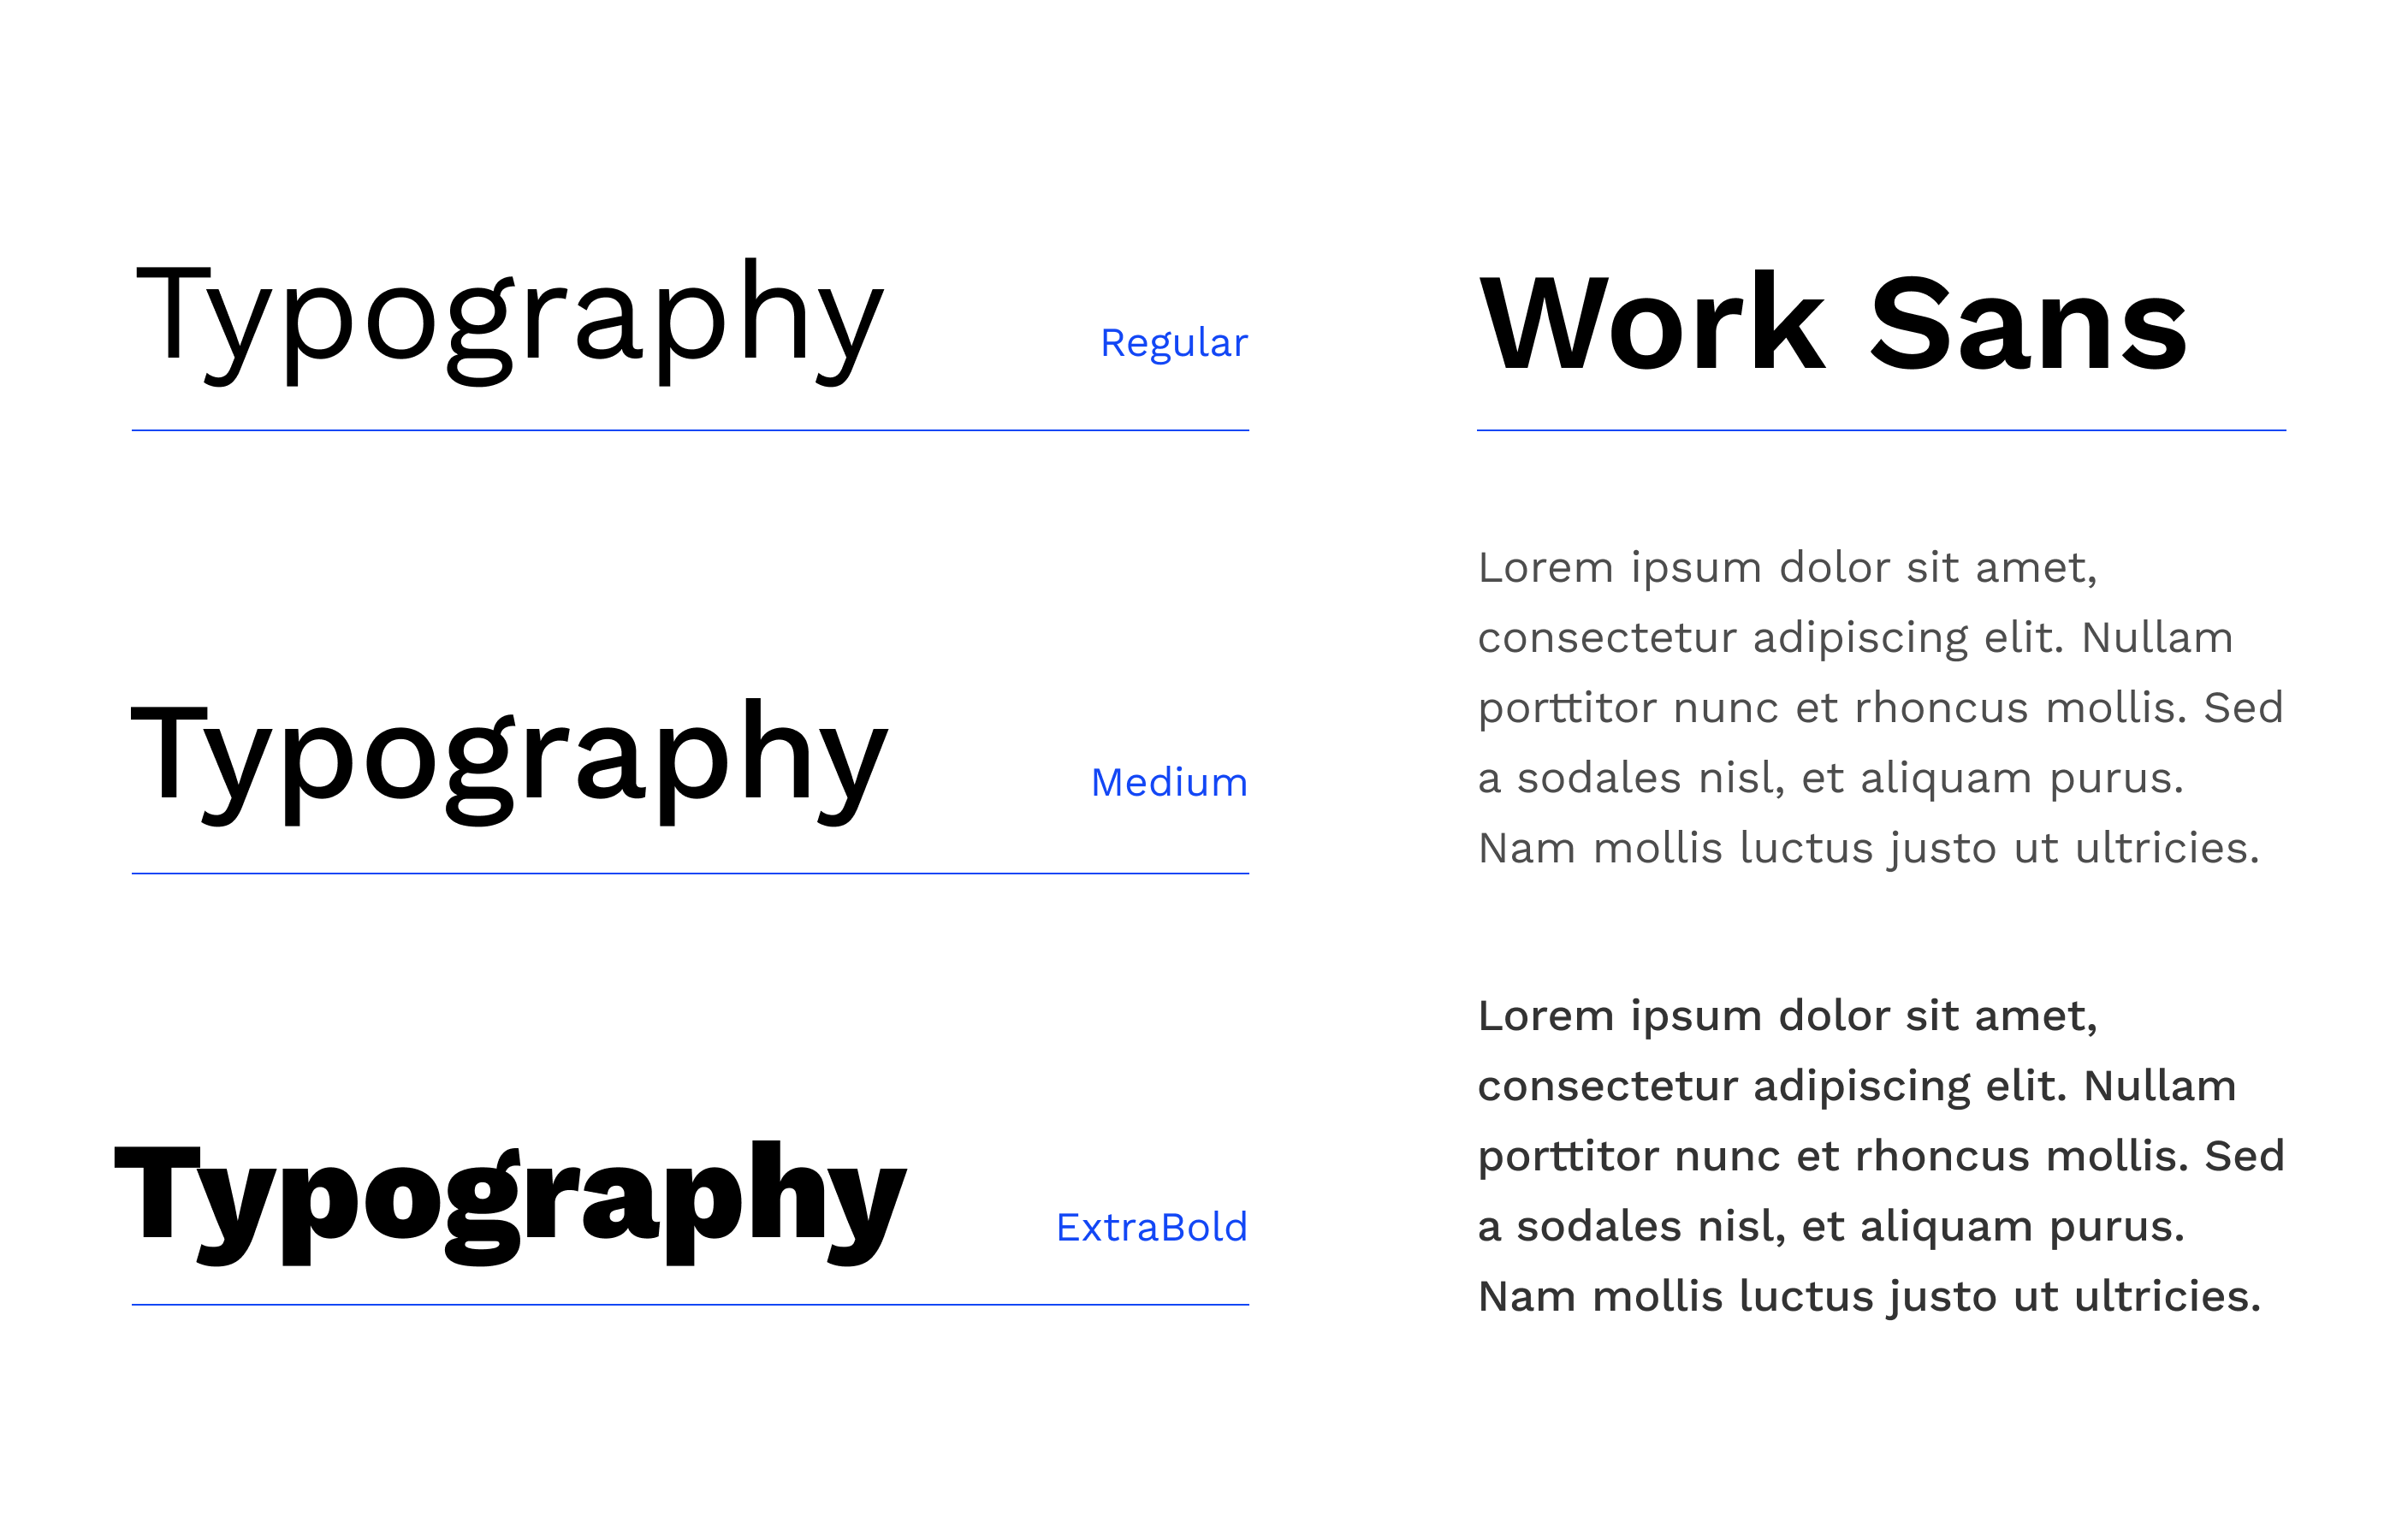 Typography
Regular
Typography
Medium
Typography
ExtraBold
Work Sans
Lorem ipsum dolor sit amet,
consectetur adipiscing elit. Nullam
porttitor nunc et rhoncus mollis. Sed
a sodales nisl, et aliquam purus.
Nam mollis luctus justo ut ultricies.
Lorem ipsum dolor sit amet,
consectetur adipiscing elit. Nullam
porttitor nunc et rhoncus mollis. Sed
a sodales nisl, et aliquam purus.
Nam mollis luctus justo ut ultricies.